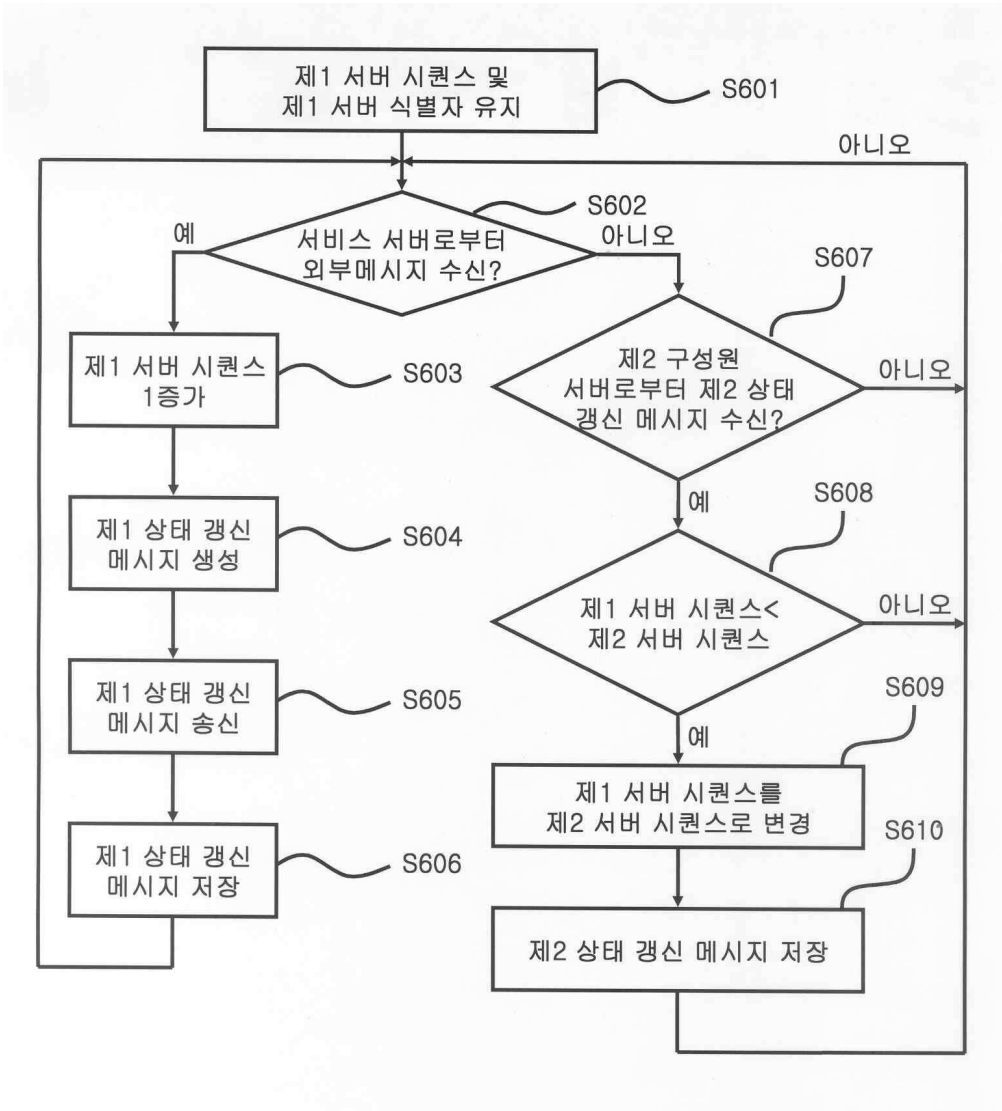 제1 서버 시퀀스 및
제1 서버 식별자 유지
S601
아니오
S602
예
서비스 서버로부터
외부메시지 수신?
아니오
S607
제1 서버 시퀀스
1증가
S603
제2 구성원
서버로부터 제2 상태
갱신 메시지 수신?
아니오
예
제1 상태 갱신
메시지 생성
S604
S608
제1 서버 시퀀스<
제2 서버 시퀀스
아니오
예
제1 상태 갱신
메시지 송신
S605
S609
제1 서버 시퀀스를
제2 서버 시퀀스로 변경
제1 상태 갱신
메시지 저장
S606
S610
제2 상태 갱신 메시지 저장